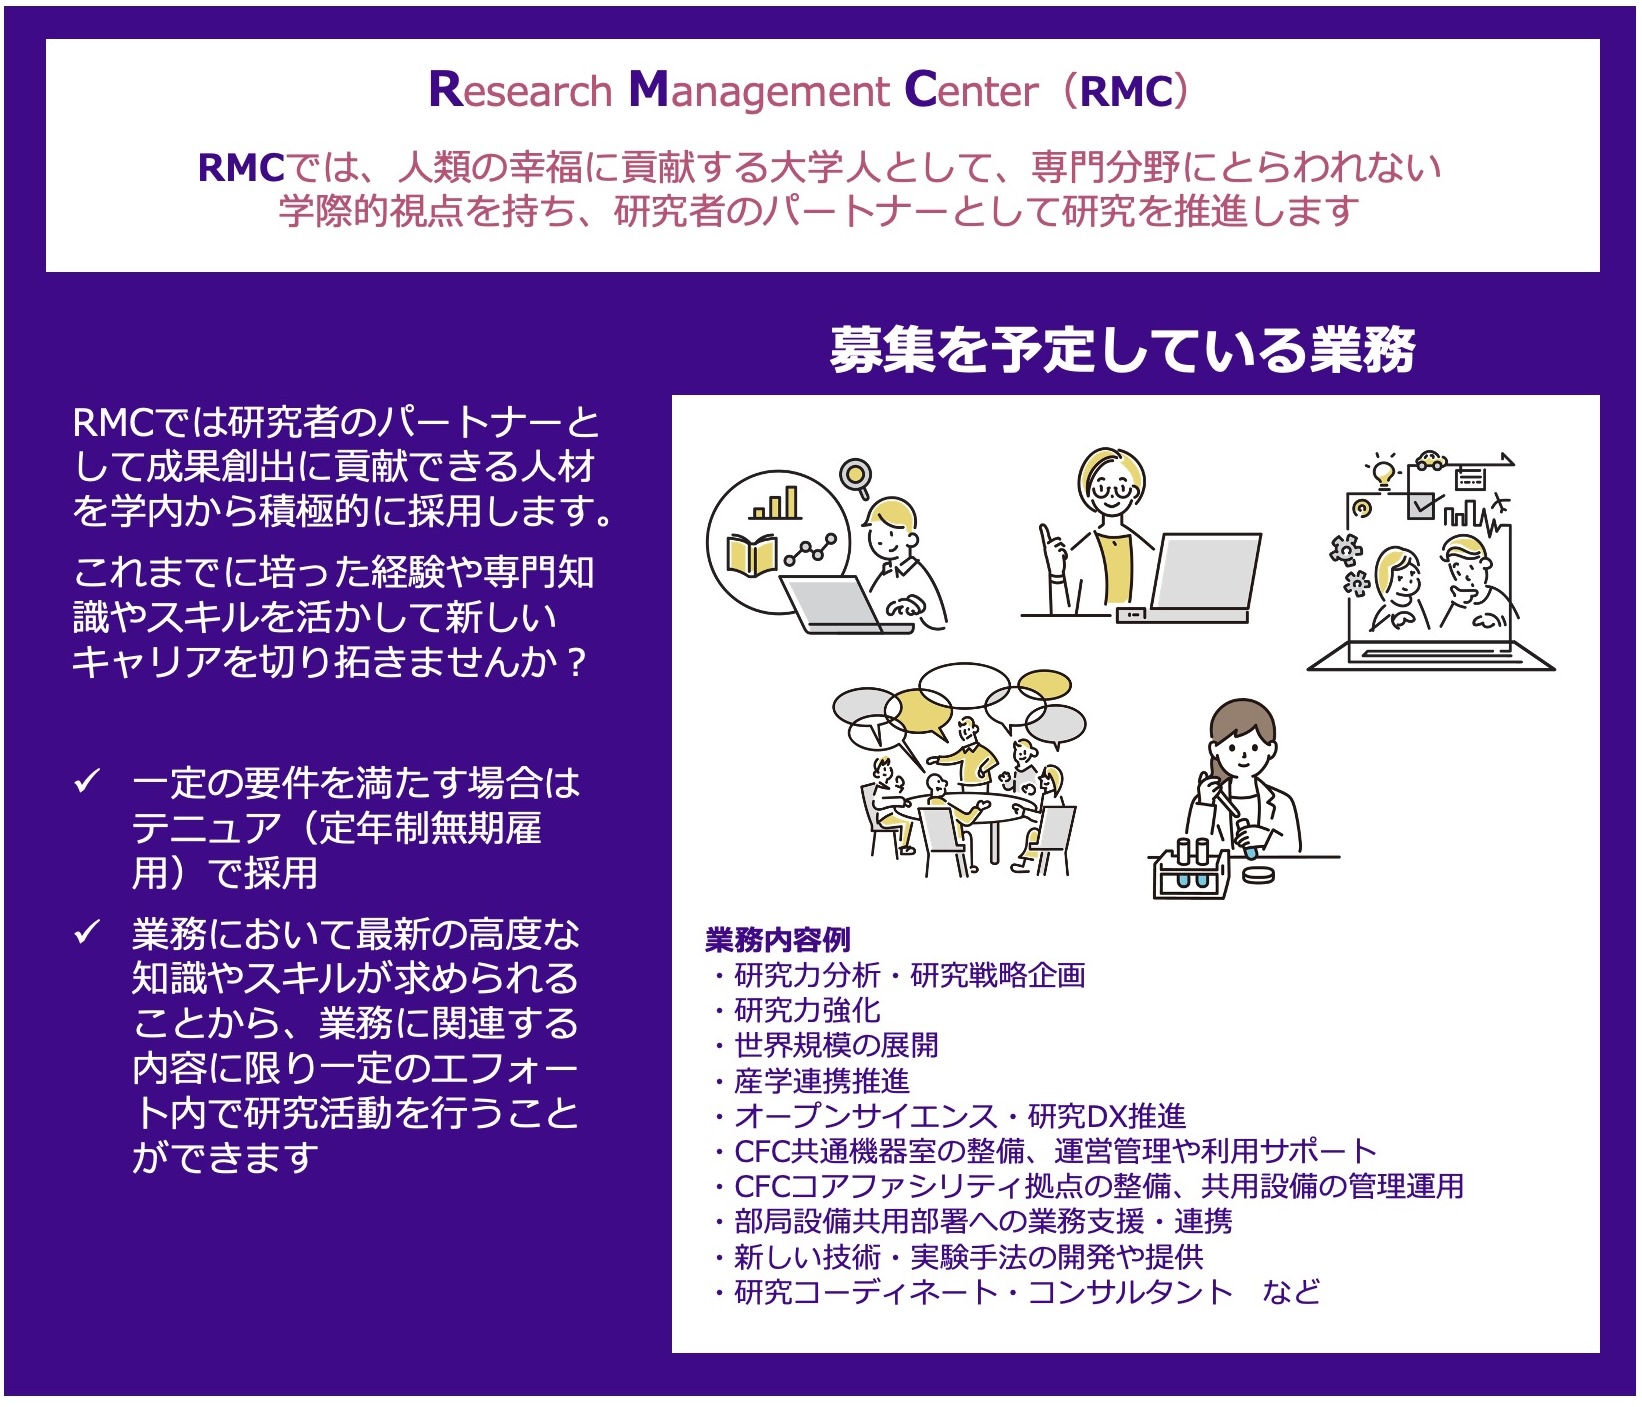 Research Management Center（RMC）
RMCでは、人類の幸福に貢献する大学人として、専門分野にとらわれない
学際的視点を持ち、研究者のパートナーとして研究を推進します
募集を予定している業務
RMCでは研究者のパートナーと
して成果創出に貢献できる人材
を学内から積極的に採用します。
これまでに培った経験や専門知
識やスキルを活かして新しい
キャリアを切り拓きませんか？
✓ 一定の要件を満たす場合は
テニュア（定年制無期雇
用）で採用
✓ 業務において最新の高度な
知識やスキルが求められる
ことから、業務に関連する
内容に限り一定のエフォー
ト内で研究活動を行うこと
ができます
業務内容例
・研究力分析・研究戦略企画
・研究力強化
・世界規模の展開
・産学連携推進
・オープンサイエンス・研究DX推進
・CFC共通機器室の整備、運営管理や利用サポート
・CFCコアファシリティ拠点の整備、共用設備の管理運用
・部局設備共用部署への業務支援・連携
・新しい技術・実験手法の開発や提供
・研究コーディネート・コンサルタント　など